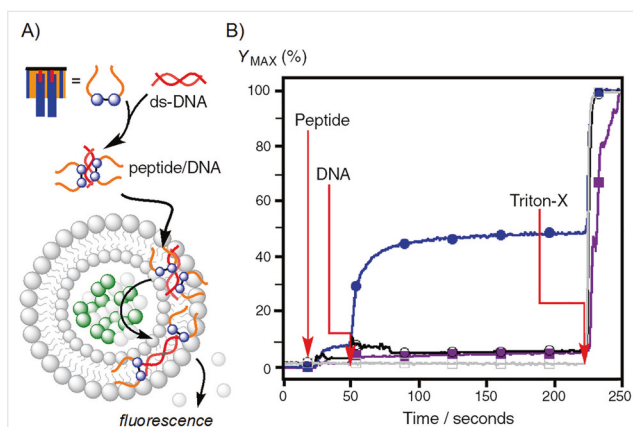 A)
B)
=
ds-DNA
peptide/DNA
fluorescence
Y MAX (%)
100
80
60
40
20
0
Peptide
DNA
Triton-X
0
50
100
150
200
250
Time / seconds